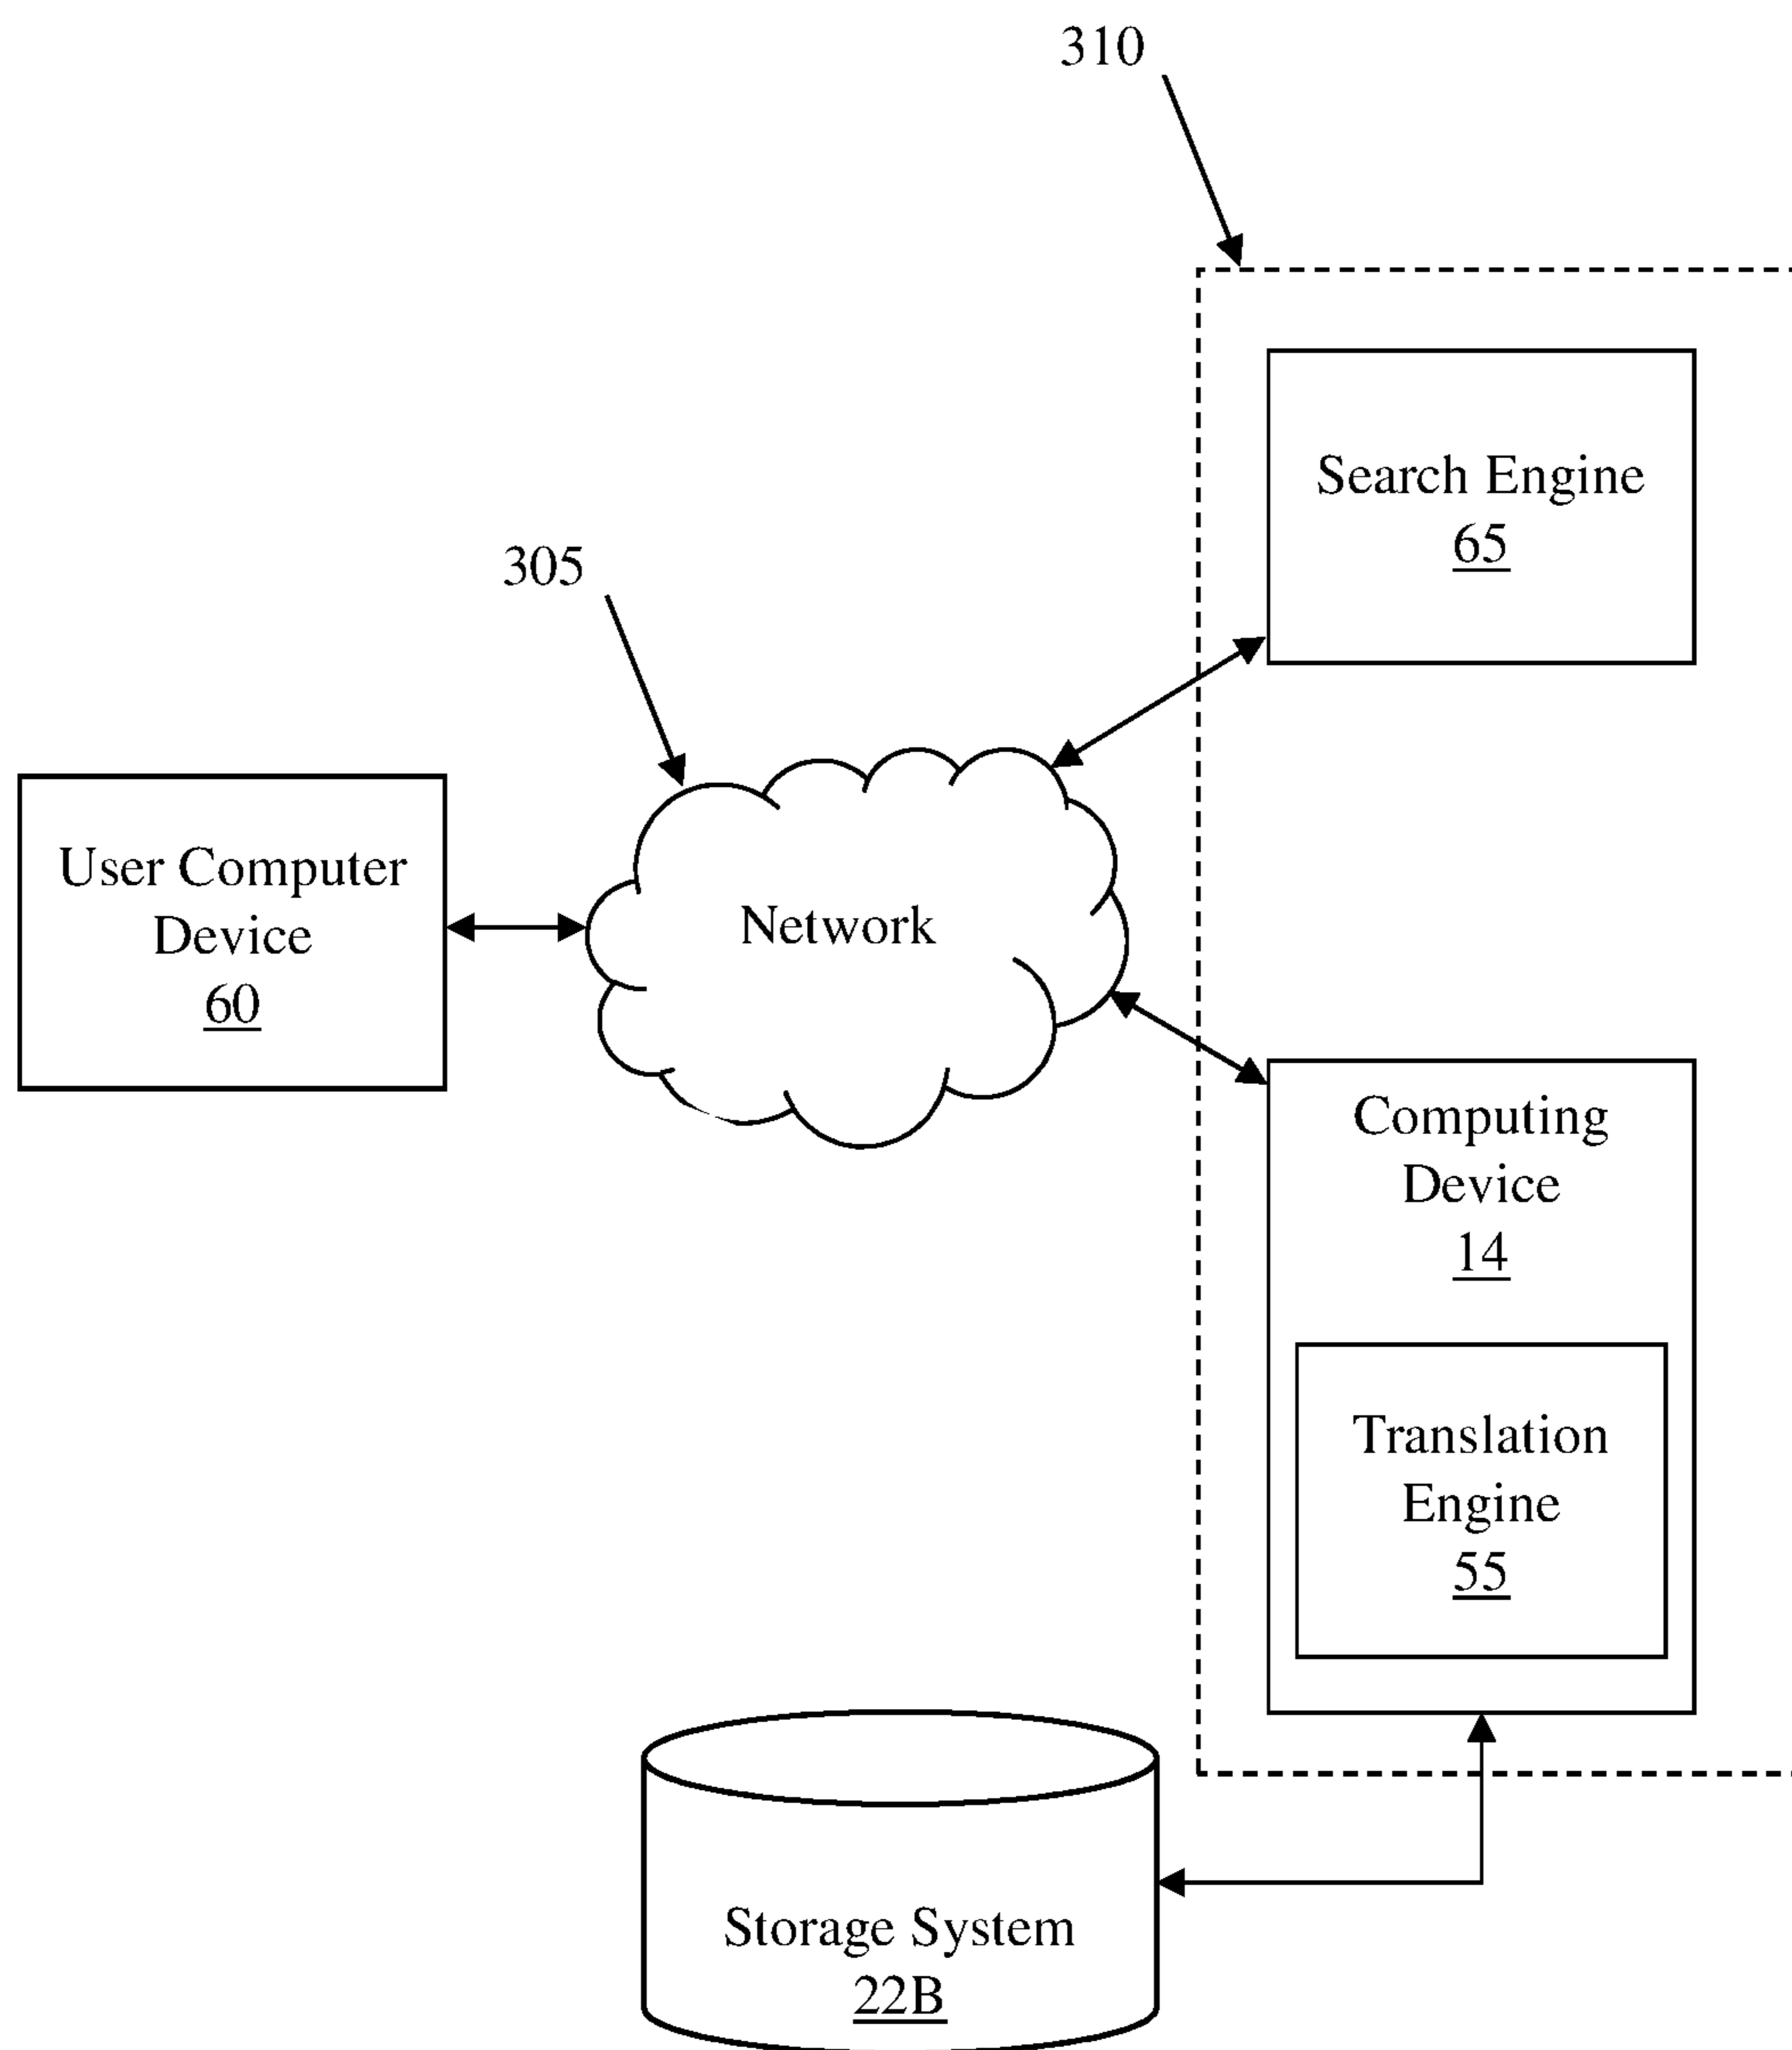 310
Search Engine
65
305
User Computer
Device
60
Network
Computing
Device
14
Translation
Engine
55
Storage System
22B